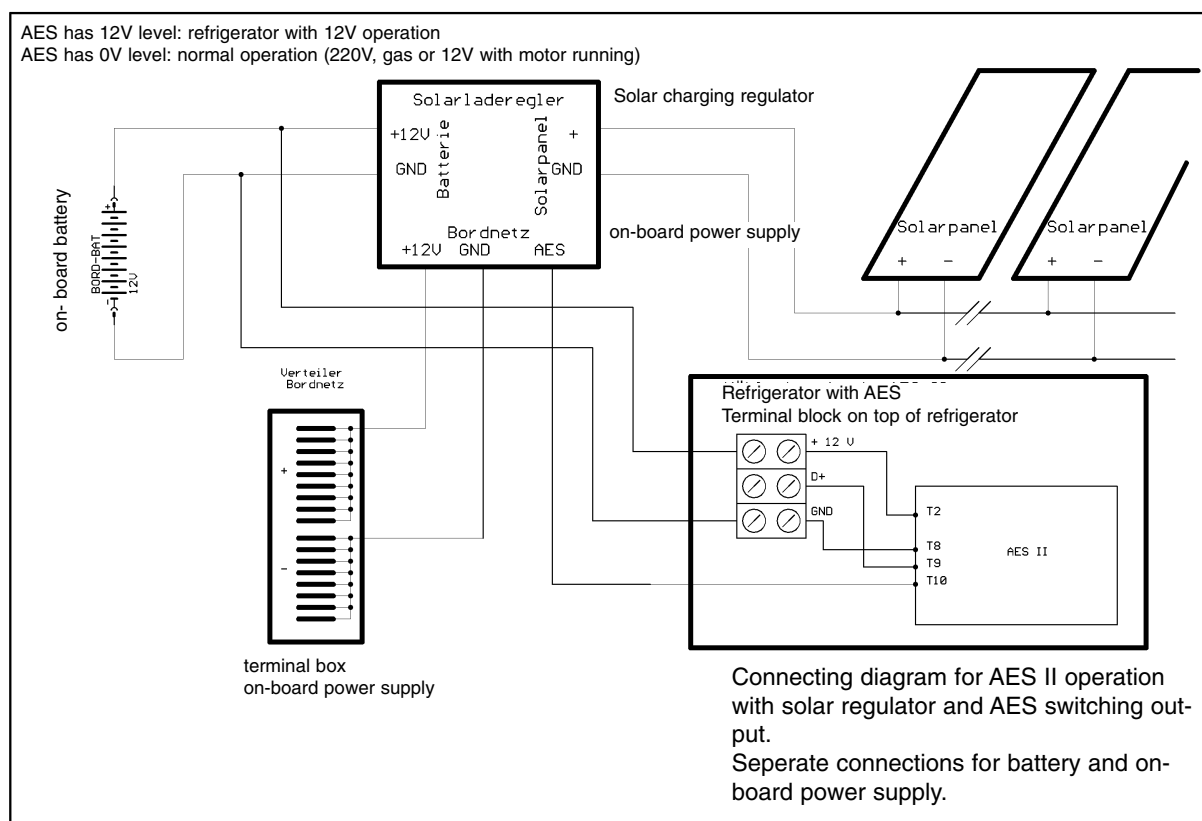 AES has 12V level: refrigerator with 12V operation
AES has 0V level: normal operation (220V, gas or 12V with motor running)
Solarladeregler
Solar charging regulator
+12V
Batterie
Solarpanel
+
GND
GND
Bordnetz
+12V GND AES
on-board power supply
on- board battery
+
BORD-BAT
12V
-
Solarpanel
+ -
Solarpanel
+ -
Verteiler
Bordnetz
+
-
terminal box
on-board power supply
Refrigerator with AES
Terminal block on top of refrigerator
+ 12 V
D+
GND
T2
T8
T9
T10
AES II
Connecting diagram for AES II operation
with solar regulator and AES switching out-
put.
Seperate connections for battery and on-
board power supply.